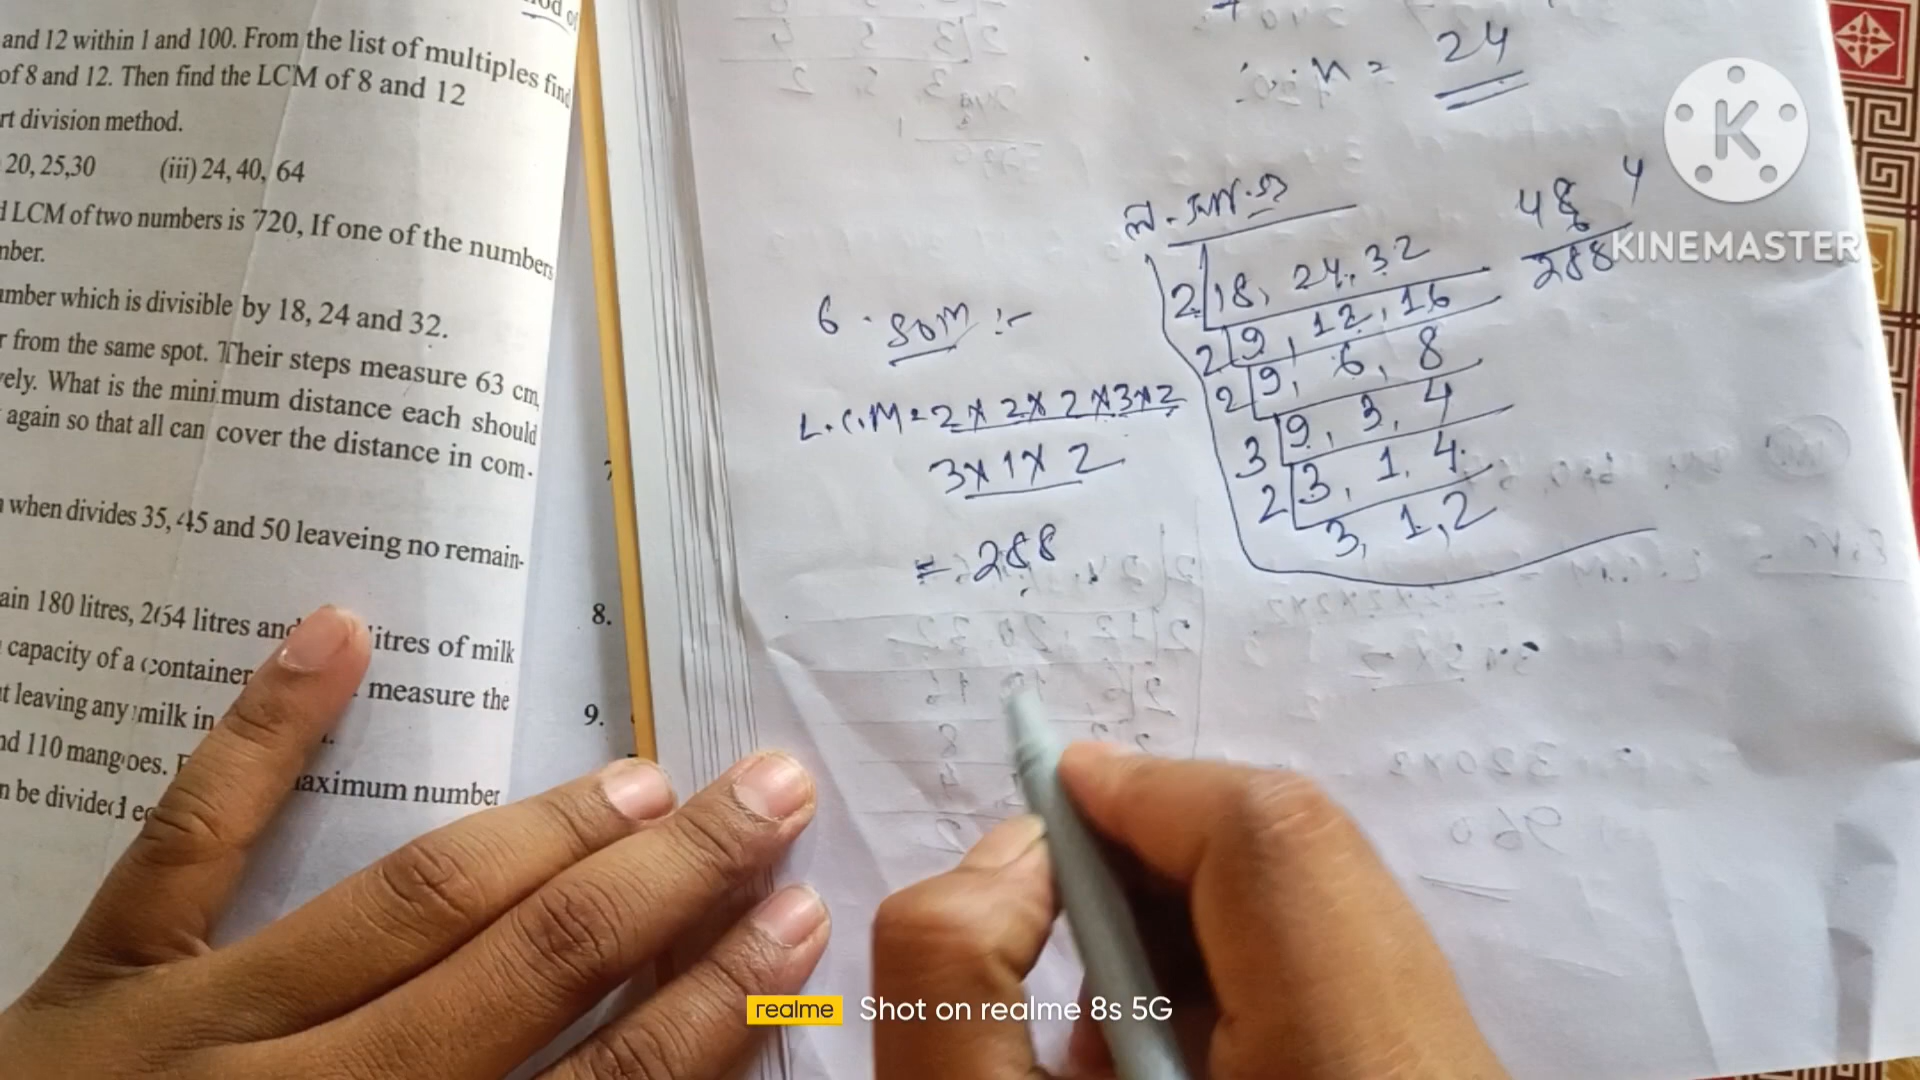 and 12 within 1 and 100. From the list of multiples find
of 8 and 12. Then find the LCM of 8 and 12
rt division method.
20, 25,30 (iii) 24, 40, 64
LCM of two numbers is 720, If one of the numbers
nber.
umber which is divisible by 18, 24 and 32.
r from the same spot. Their steps measure 63 cm,
vely. What is the minimum distance each should
again so that all can cover the distance in com-
when divides 35, 45 and 50 leaveing no remain-
ain 180 litres, 264 litres and litres of milk
capacity of a container measure the
t leaving any milk in
nd 110 mangoes. maximum number
n be divided
8.
9.
24
ল.সা.গু
2 18, 24, 32
2 9, 12, 16
2 9, 6, 8
3 9, 3, 4
2 3, 1, 4
3, 1, 2
48
288
4
6. Som :-
L.C.M = 2 x 2 x 2 x 3 x 2
3 x 1 x 2
= 288
K
KINEMASTER
realme Shot on realme 8s 5G